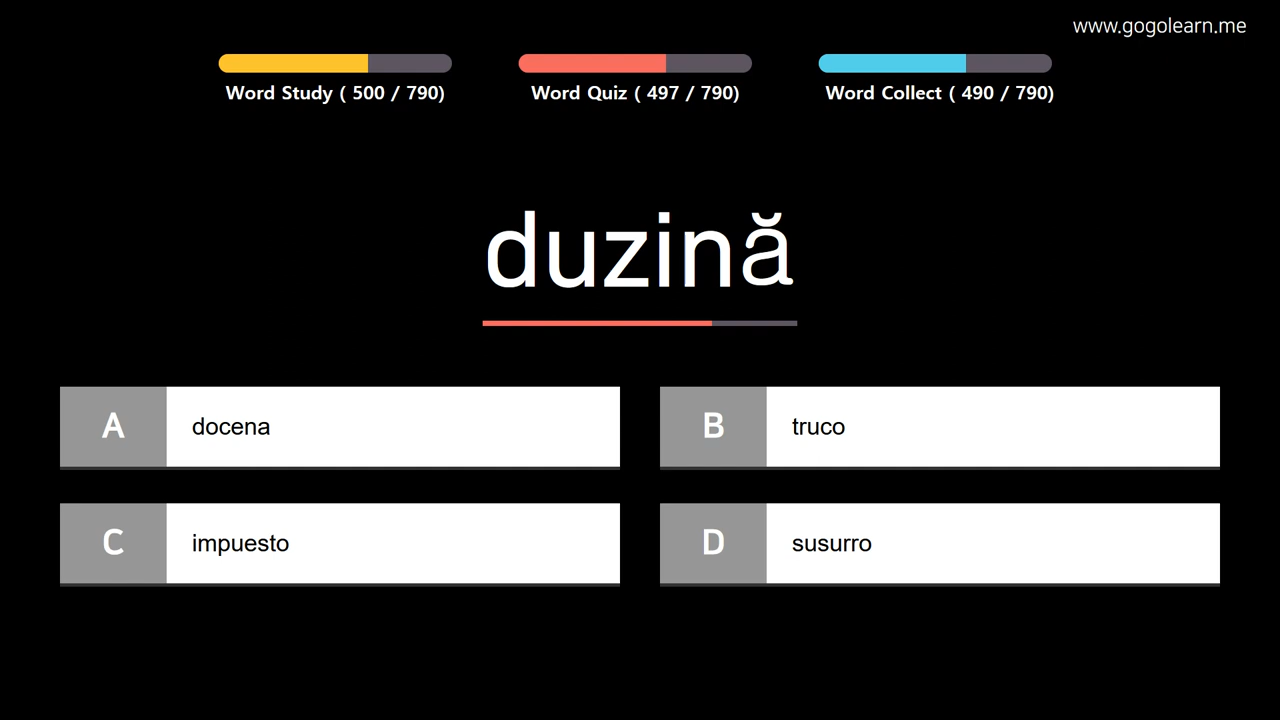 www.gogolearn.me
Word Study ( 500 / 790)
Word Quiz ( 497 / 790)
Word Collect ( 490 / 790)
duzină
A docena
B truco
C impuesto
D susurro